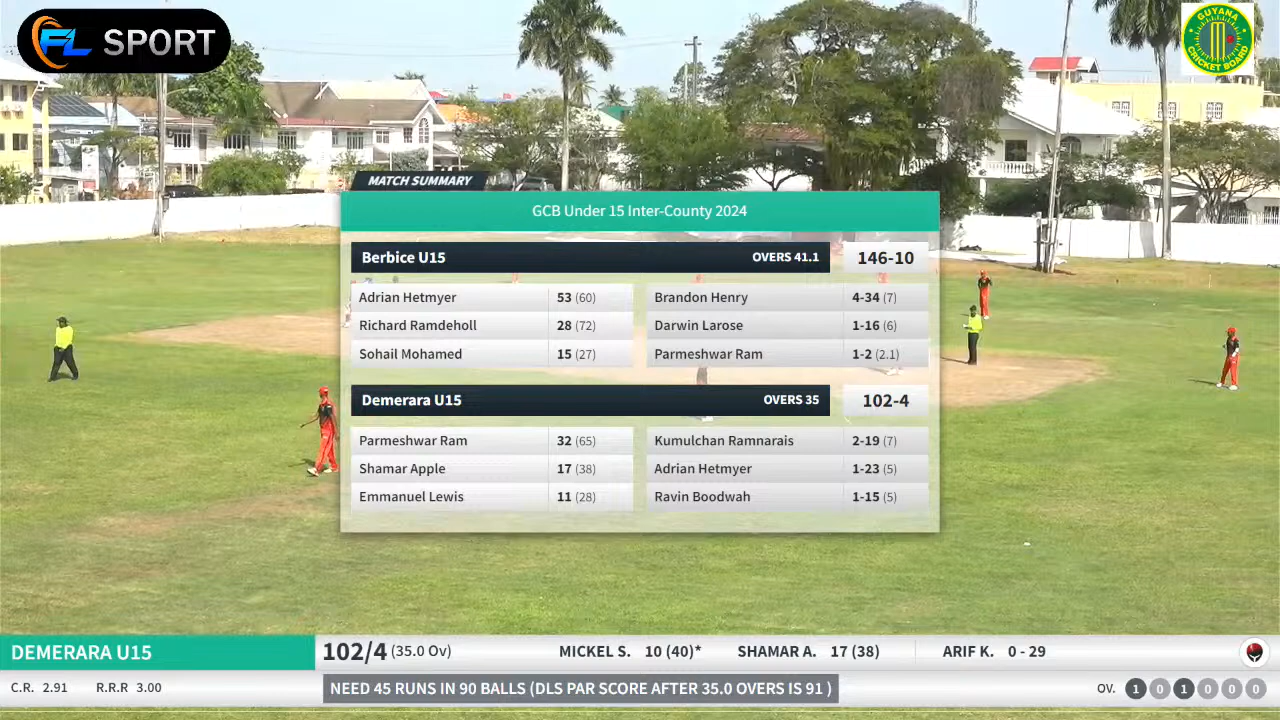 FL SPORT
GUYANA
CRICKET BOARD
MATCH SUMMARY
GCB Under 15 Inter-County 2024
Berbice U15 OVERS 41.1 146-10
Adrian Hetmyer 53 (60) Brandon Henry 4-34 (7)
Richard Ramdeholl 28 (72) Darwin Larose 1-16 (6)
Sohail Mohamed 15 (27) Parmeshwar Ram 1-2 (2.1)
Demerara U15 OVERS 35 102-4
Parmeshwar Ram 32 (65) Kumulchan Ramnarais 2-19 (7)
Shamar Apple 17 (38) Adrian Hetmyer 1-23 (5)
Emmanuel Lewis 11 (28) Ravin Boodwah 1-15 (5)
DEMERARA U15 102/4 (35.0 Ov) MICKEL S. 10 (40)* SHAMAR A. 17 (38) ARIF K. 0 - 29
C.R. 2.91 R.R.R 3.00 NEED 45 RUNS IN 90 BALLS (DLS PAR SCORE AFTER 35.0 OVERS IS 91 ) OV. 1 0 1 0 0 0